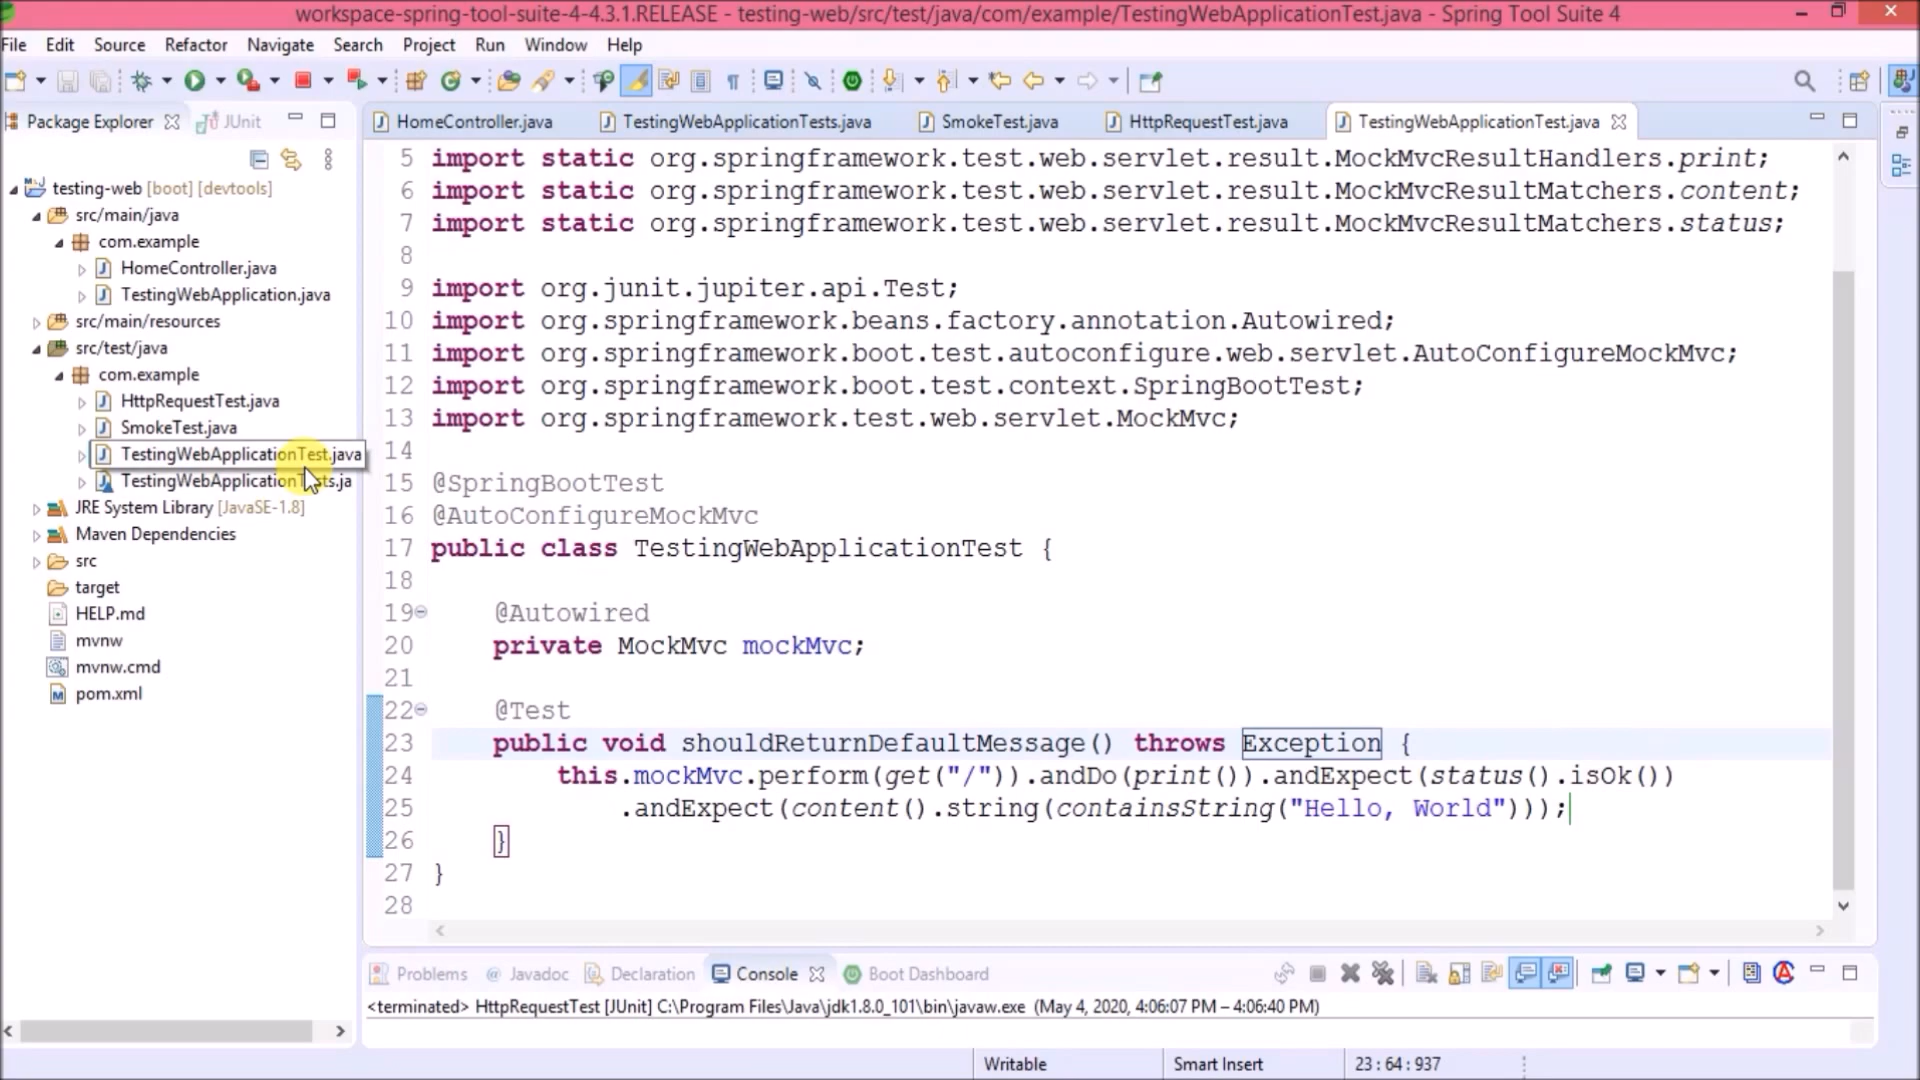 workspace-spring-tool-suite-4-4.3.1.RELEASE - testing-web/src/test/java/com/example/TestingWebApplicationTest.java - Spring Tool Suite 4
File Edit Source Refactor Navigate Search Project Run Window Help
Package Explorer JUnit
HomeController.java TestingWebApplicationTests.java SmokeTest.java HttpRequestTest.java TestingWebApplicationTest.java
testing-web [boot] [devtools]
src/main/java
com.example
HomeController.java
TestingWebApplication.java
src/main/resources
src/test/java
com.example
HttpRequestTest.java
SmokeTest.java
TestingWebApplicationTest.java
TestingWebApplicationTests.ja
JRE System Library [JavaSE-1.8]
Maven Dependencies
src
target
HELP.md
mvnw
mvnw.cmd
pom.xml
5 import static org.springframework.test.web.servlet.result.MockMvcResultHandlers.print;
6 import static org.springframework.test.web.servlet.result.MockMvcResultMatchers.content;
7 import static org.springframework.test.web.servlet.result.MockMvcResultMatchers.status;
8
9 import org.junit.jupiter.api.Test;
10 import org.springframework.beans.factory.annotation.Autowired;
11 import org.springframework.boot.test.autoconfigure.web.servlet.AutoConfigureMockMvc;
12 import org.springframework.boot.test.context.SpringBootTest;
13 import org.springframework.test.web.servlet.MockMvc;
14
15 @SpringBootTest
16 @AutoConfigureMockMvc
17 public class TestingWebApplicationTest {
18
19 @Autowired
20 private MockMvc mockMvc;
21
22 @Test
23 public void shouldReturnDefaultMessage() throws Exception {
24 this.mockMvc.perform(get("/")).andDo(print()).andExpect(status().isOk())
25 .andExpect(content().string(containsString("Hello, World")));
26 }
27 }
28
Problems Javadoc Declaration Console Boot Dashboard
<terminated> HttpRequestTest [JUnit] C:\Program Files\Java\jdk1.8.0_101\bin\javaw.exe (May 4, 2020, 4:06:07 PM – 4:06:40 PM)
Writable Smart Insert 23 : 64 : 937